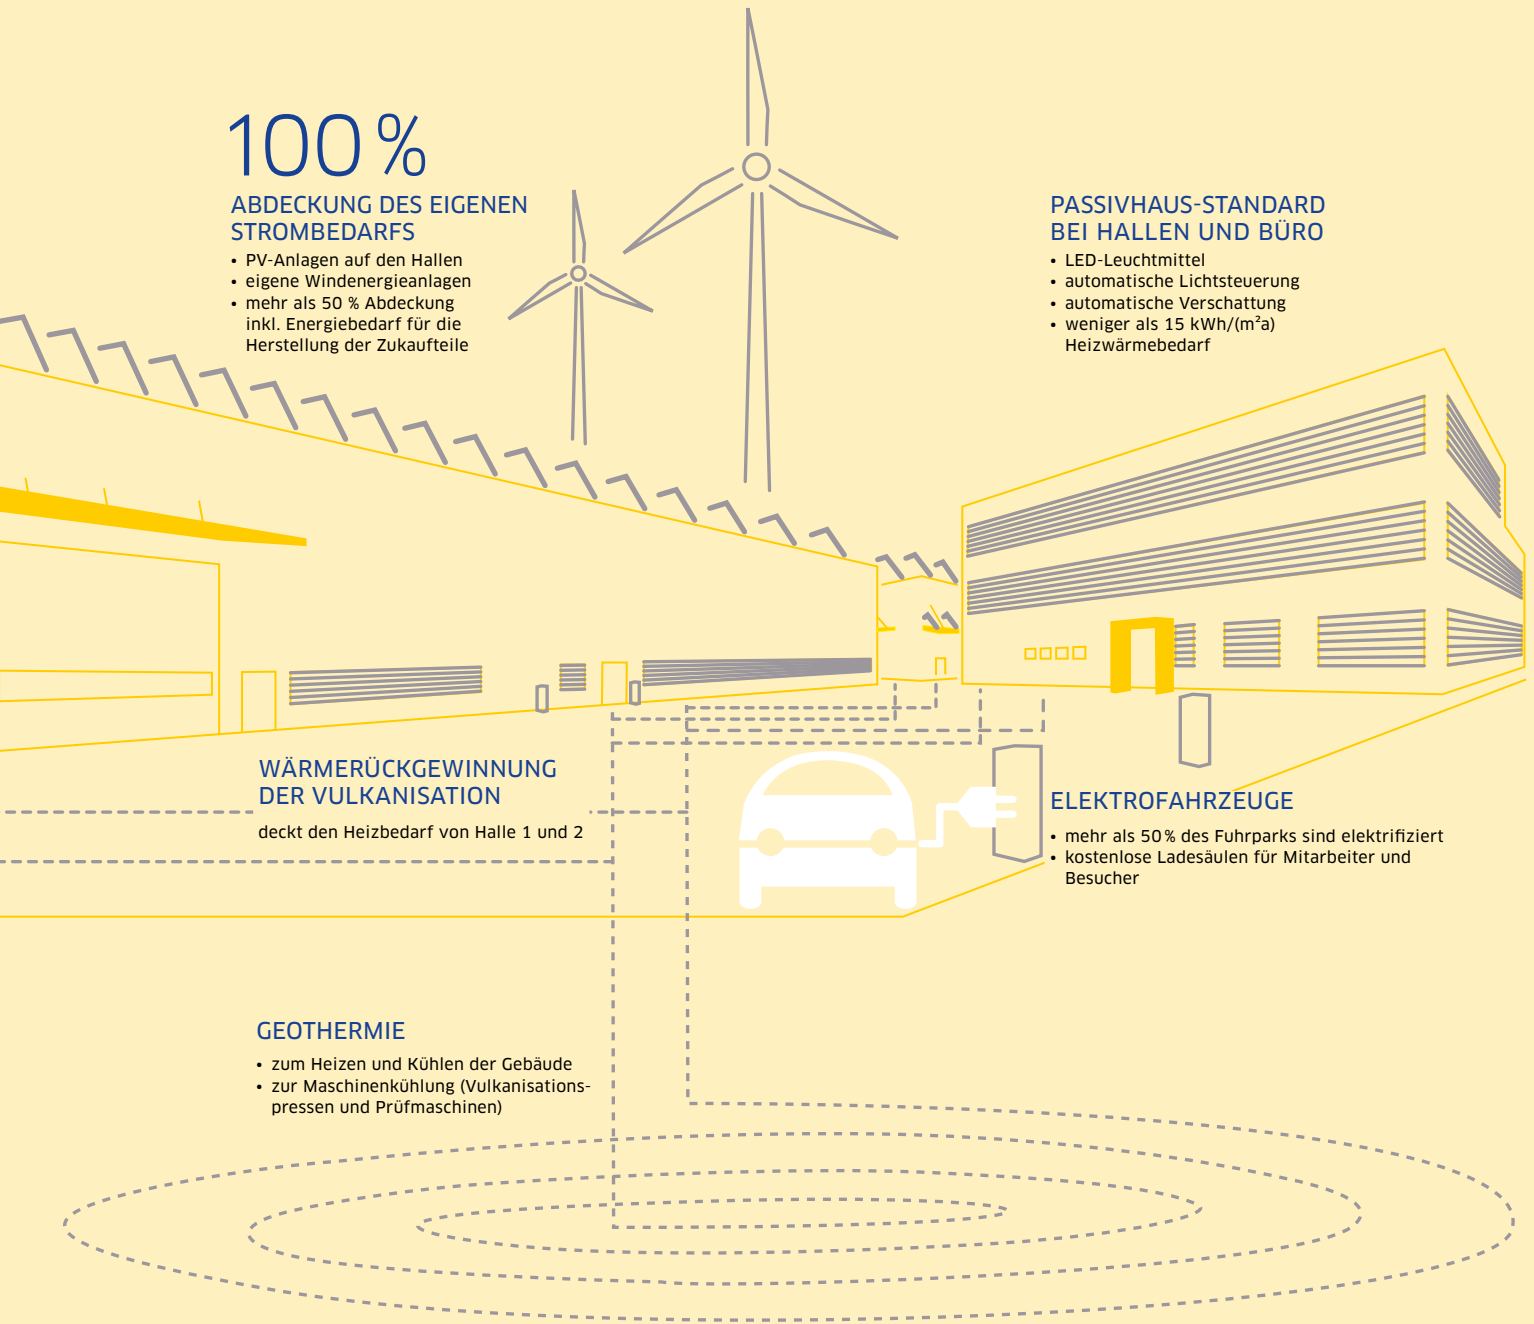 100 %
ABDECKUNG DES EIGENEN
STROMBEDARFS
• PV-Anlagen auf den Hallen
• eigene Windenergieanlagen
• mehr als 50 % Abdeckung
inkl. Energiebedarf für die
Herstellung der Zukaufteile
PASSIVHAUS-STANDARD
BEI HALLEN UND BÜRO
• LED-Leuchtmittel
• automatische Lichtsteuerung
• automatische Verschattung
• weniger als 15 kWh/(m²a)
Heizwärmebedarf
WÄRMERÜCKGEWINNUNG
DER VULKANISATION
deckt den Heizbedarf von Halle 1 und 2
ELEKTROFAHRZEUGE
• mehr als 50 % des Fuhrparks sind elektrifiziert
• kostenlose Ladesäulen für Mitarbeiter und
Besucher
GEOTHERMIE
• zum Heizen und Kühlen der Gebäude
• zur Maschinenkühlung (Vulkanisations-
pressen und Prüfmaschinen)